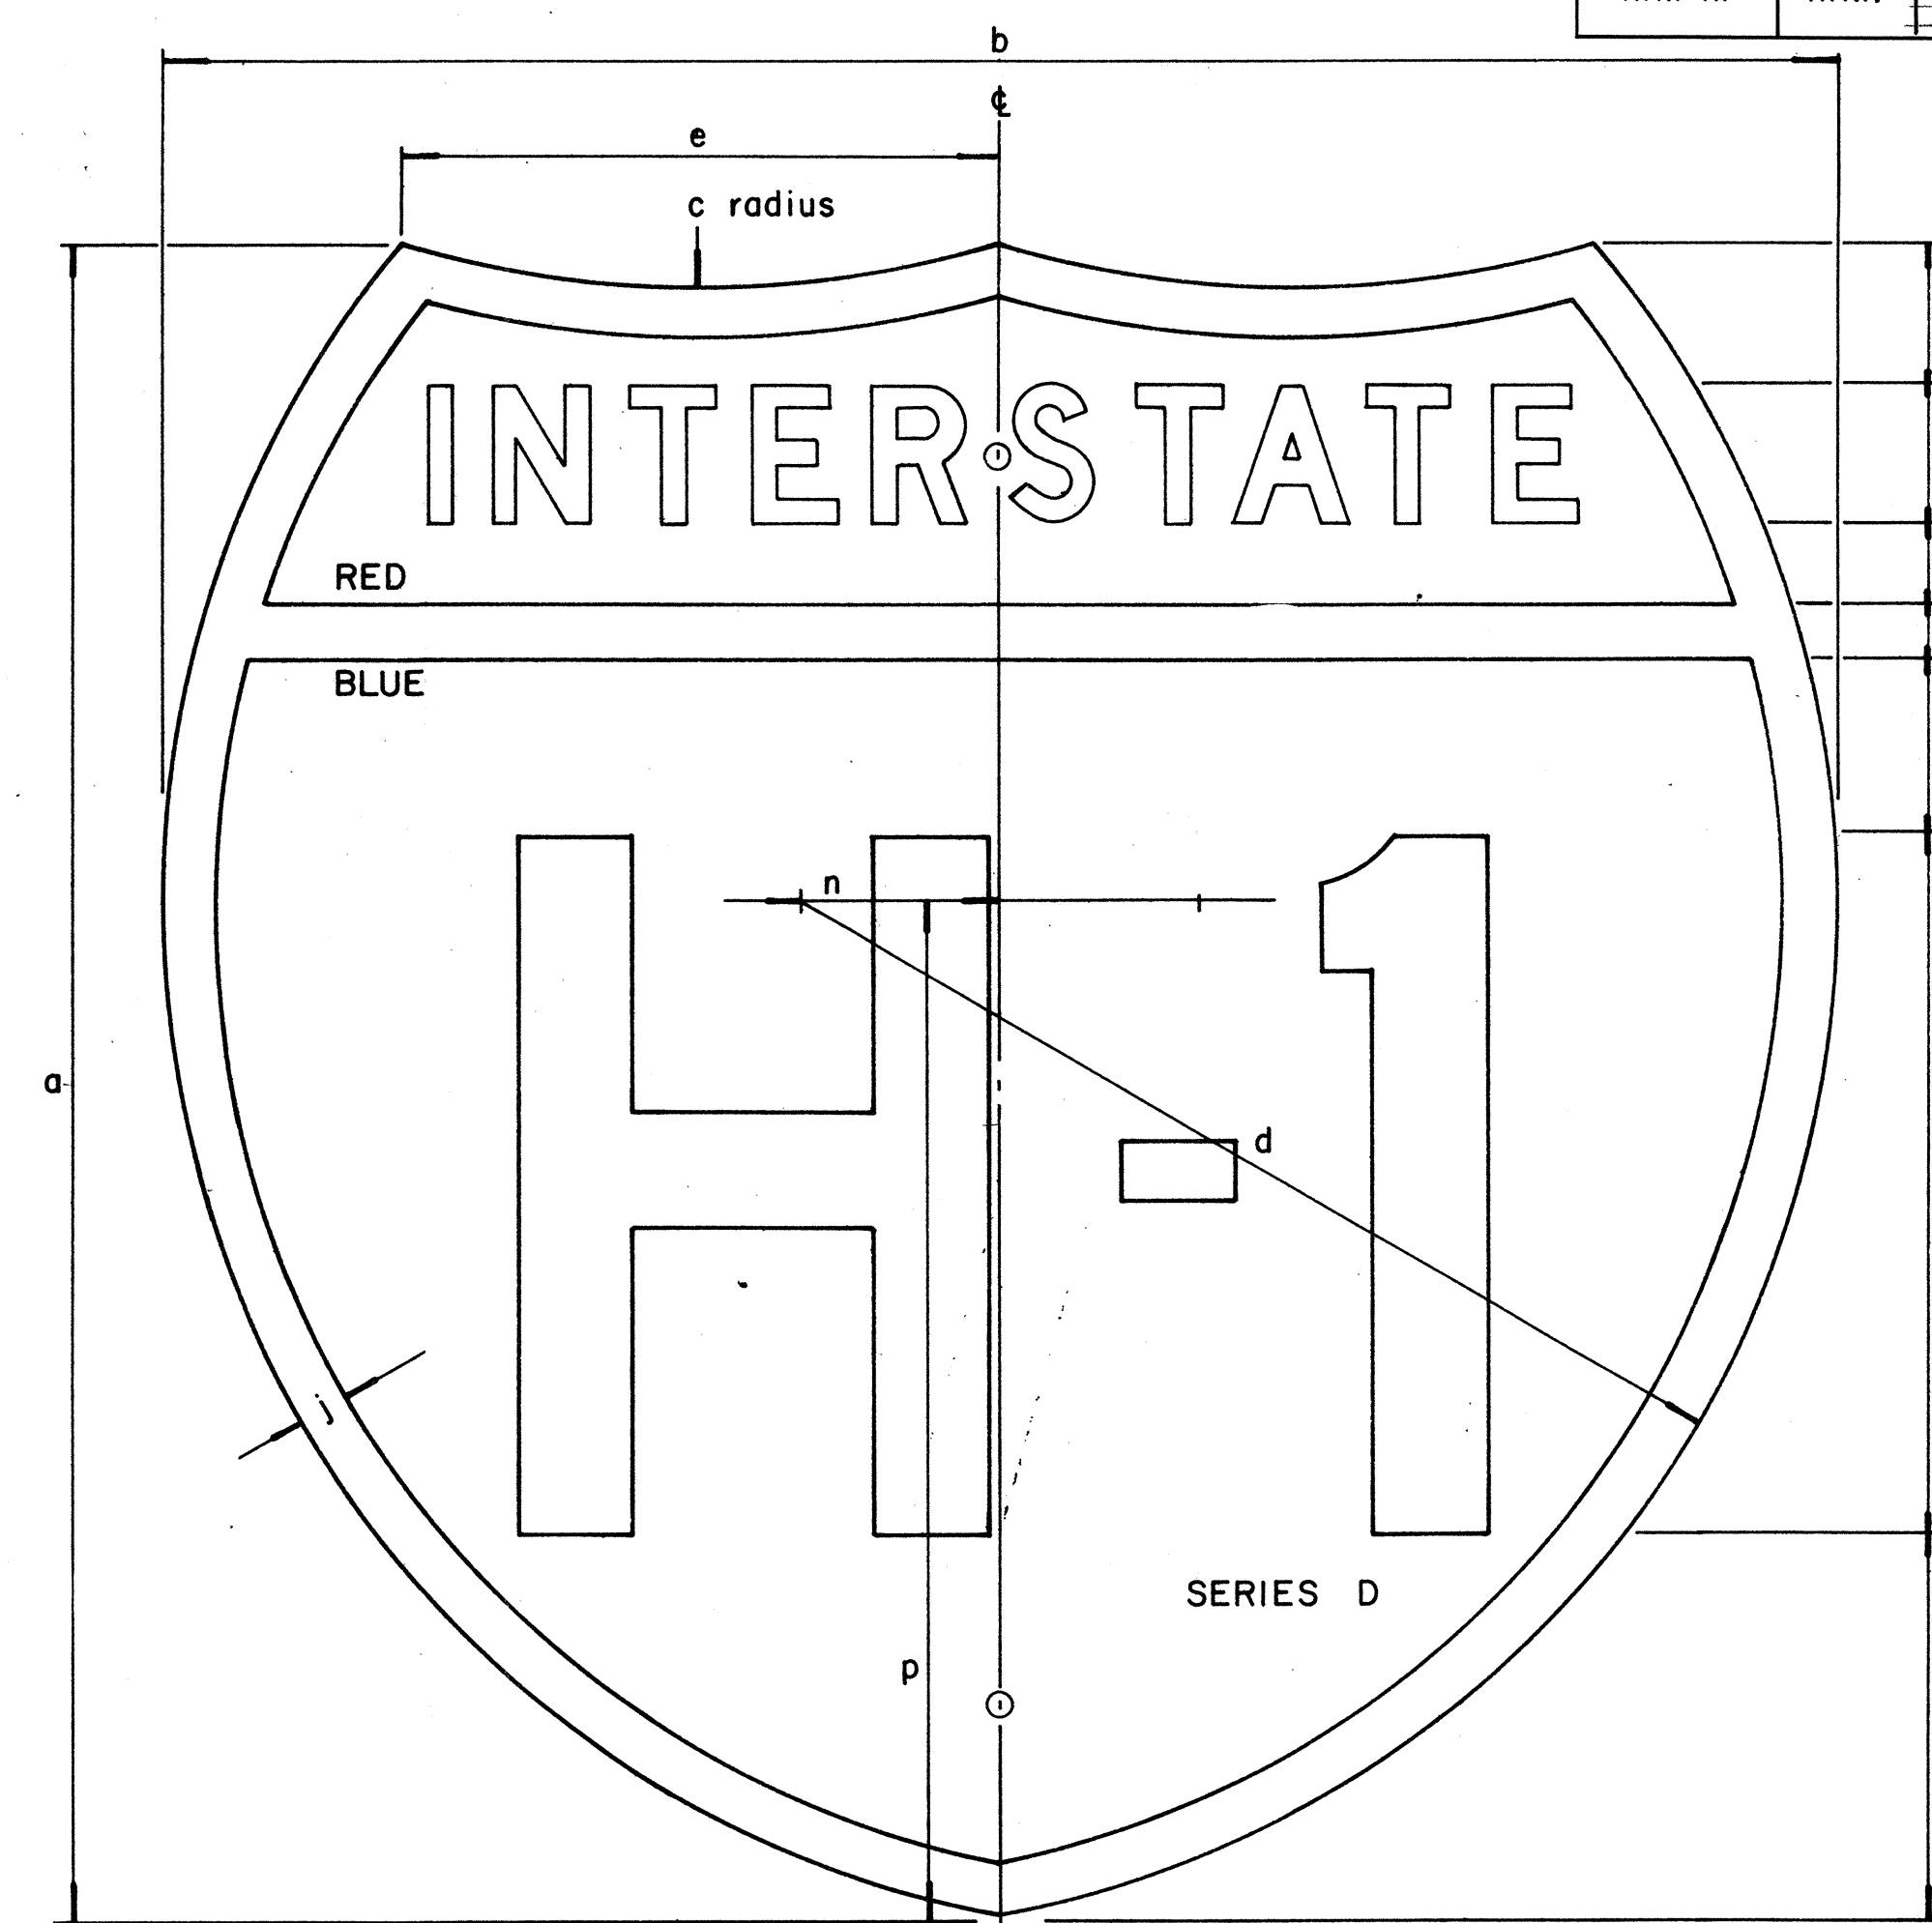 b
℄
e
c radius
INTERSTATE
RED
BLUE
n
a
d
j
SERIES D
p
H-1